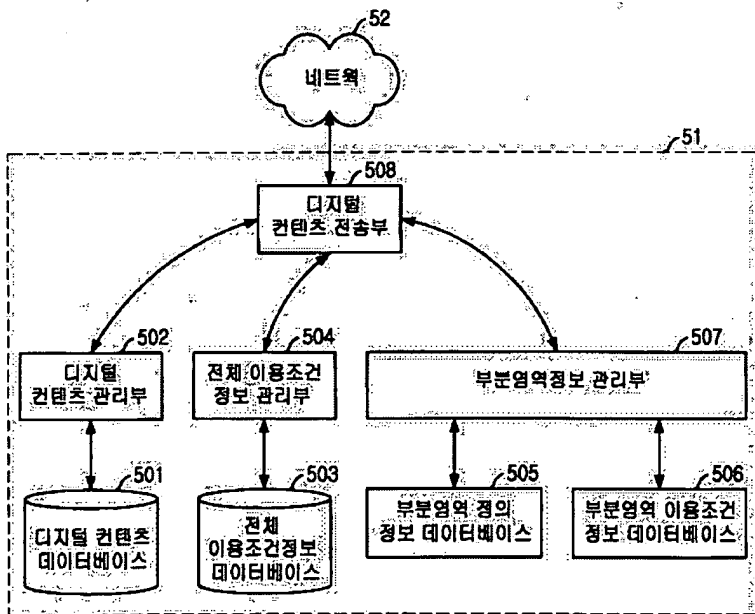 52
네트웍
51
508
디지털
컨텐츠 전송부
502
디지털
컨텐츠 관리부
504
전체 이용조건
정보 관리부
507
부분영역정보 관리부
501
디지털 컨텐츠
데이터베이스
503
전체
이용조건정보
데이터베이스
505
부분영역 정의
정보 데이터베이스
506
부분영역 이용조건
정보 데이터베이스